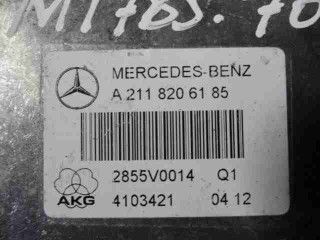 MERCEDES-BENZ
A 211 820 61 85
2855V0014 Q1
AKG 4103421 04 12